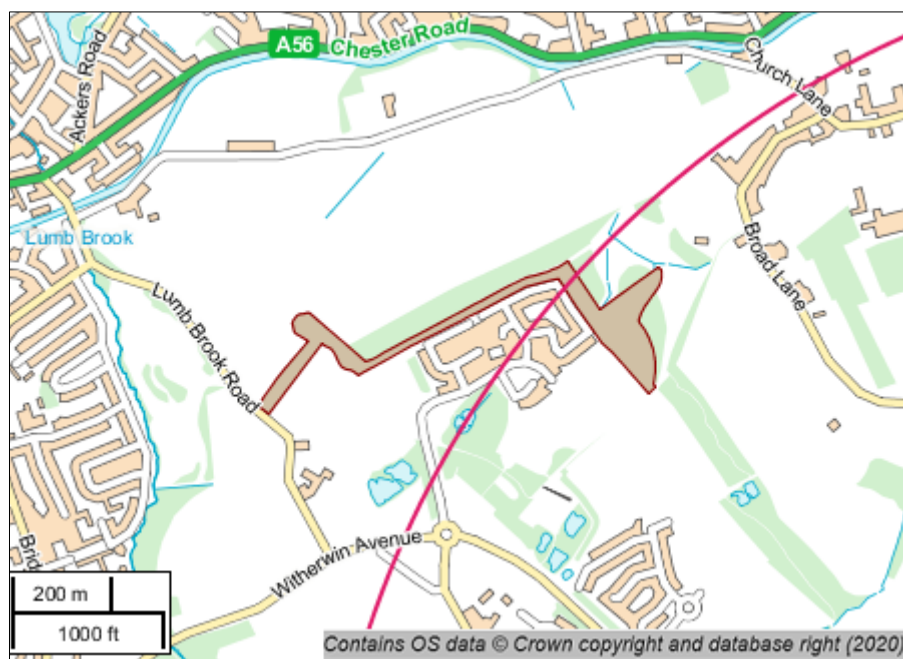 A56
Chester Road
Ackers Road
Church Lane
Lumb Brook
Broad Lane
Lumb Brook Road
Witherwin Avenue
Brid
200 m
1000 ft
Contains OS data © Crown copyright and database right (2020)